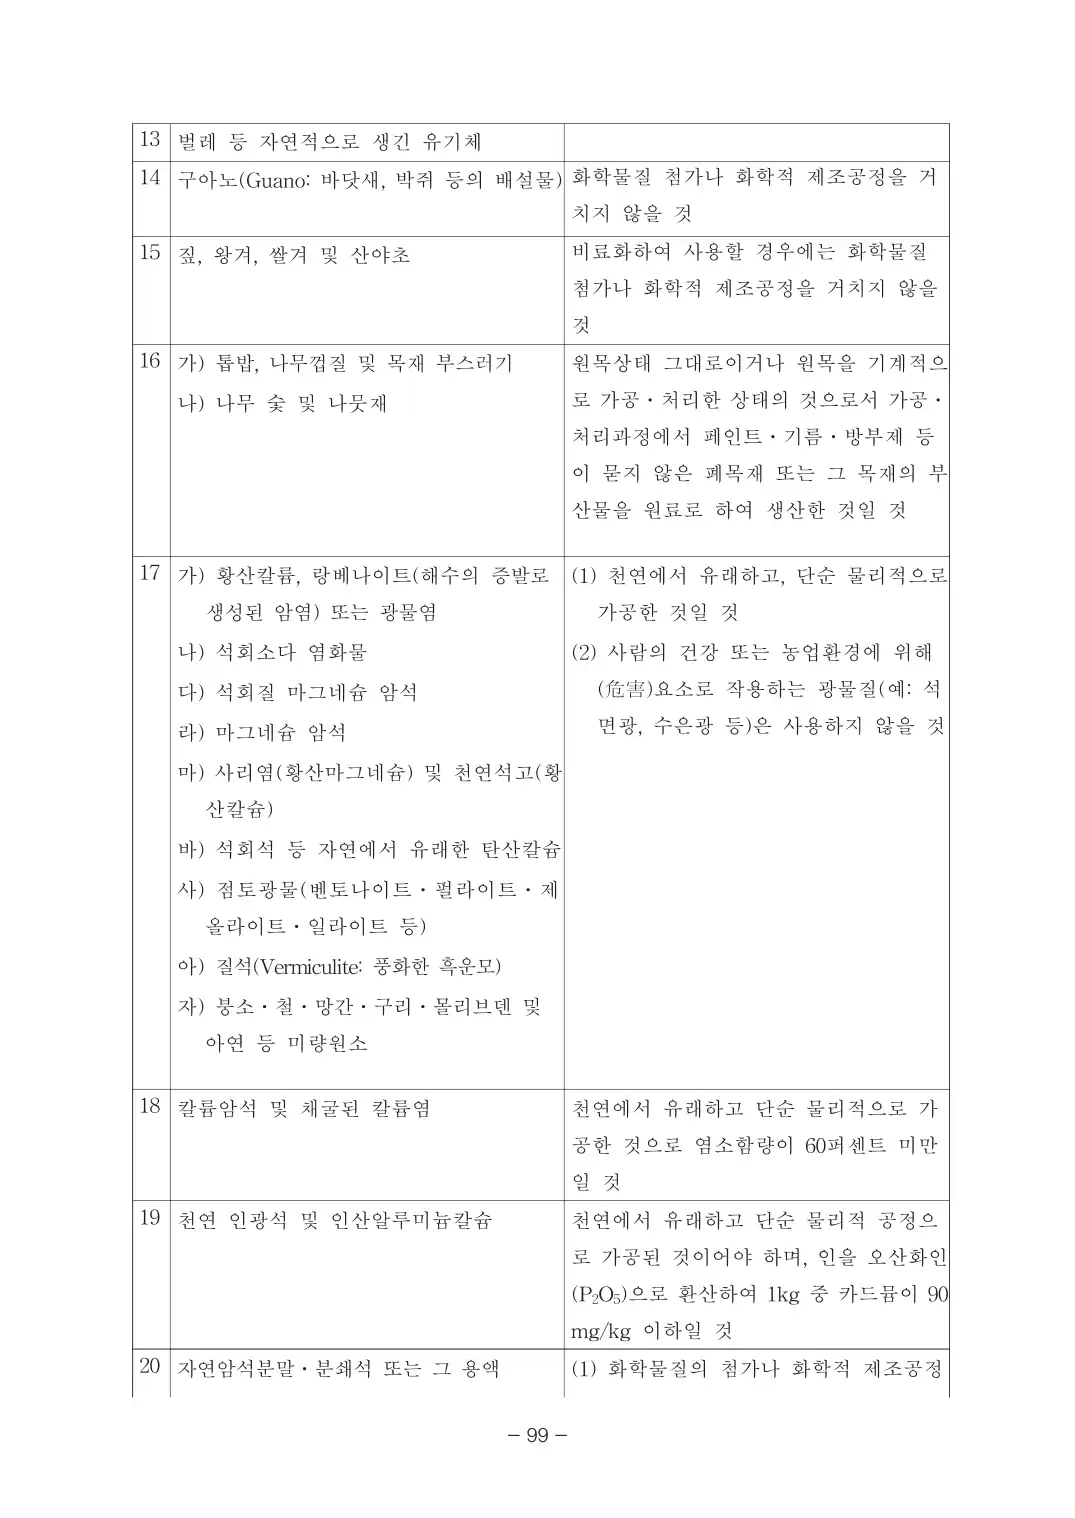 13 벌레 등 자연적으로 생긴 유기체
14 구아노(Guano: 바닷새, 박쥐 등의 배설물) 화학물질 첨가나 화학적 제조공정을 거
치지 않을 것
15 짚, 왕겨, 쌀겨 및 산야초 비료화하여 사용할 경우에는 화학물질
첨가나 화학적 제조공정을 거치지 않을
것
16 가) 톱밥, 나무껍질 및 목재 부스러기
나) 나무 숯 및 나뭇재
원목상태 그대로이거나 원목을 기계적으
로 가공·처리한 상태의 것으로서 가공·
처리과정에서 페인트·기름·방부제 등
이 묻지 않은 폐목재 또는 그 목재의 부
산물을 원료로 하여 생산한 것일 것
17 가) 황산칼륨, 랑베나이트(해수의 증발로
생성된 암염) 또는 광물염
나) 석회소다 염화물
다) 석회질 마그네슘 암석
라) 마그네슘 암석
마) 사리염(황산마그네슘) 및 천연석고(황
산칼슘)
바) 석회석 등 자연에서 유래한 탄산칼슘
사) 점토광물(벤토나이트·펄라이트·제
올라이트·일라이트 등)
아) 질석(Vermiculite: 풍화한 흑운모)
자) 붕소·철·망간·구리·몰리브덴 및
아연 등 미량원소
(1) 천연에서 유래하고, 단순 물리적으로
가공한 것일 것
(2) 사람의 건강 또는 농업환경에 위해
(危害)요소로 작용하는 광물질(예: 석
면광, 수은광 등)은 사용하지 않을 것
18 칼륨암석 및 채굴된 칼륨염 천연에서 유래하고 단순 물리적으로 가
공한 것으로 염소함량이 60퍼센트 미만
일 것
19 천연 인광석 및 인산알루미늄칼슘 천연에서 유래하고 단순 물리적 공정으
로 가공된 것이어야 하며, 인을 오산화인
(P₂O₅)으로 환산하여 1kg 중 카드뮴이 90
mg/kg 이하일 것
20 자연암석분말·분쇄석 또는 그 용액 (1) 화학물질의 첨가나 화학적 제조공정
- 99 -